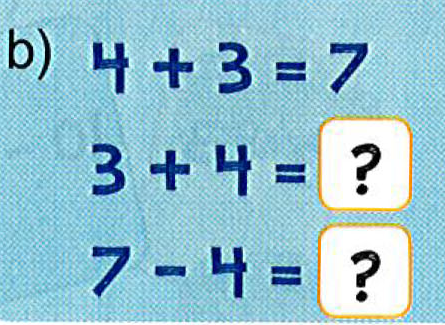 b) 4 + 3 = 7
3 + 4 = ?
7 - 4 = ?